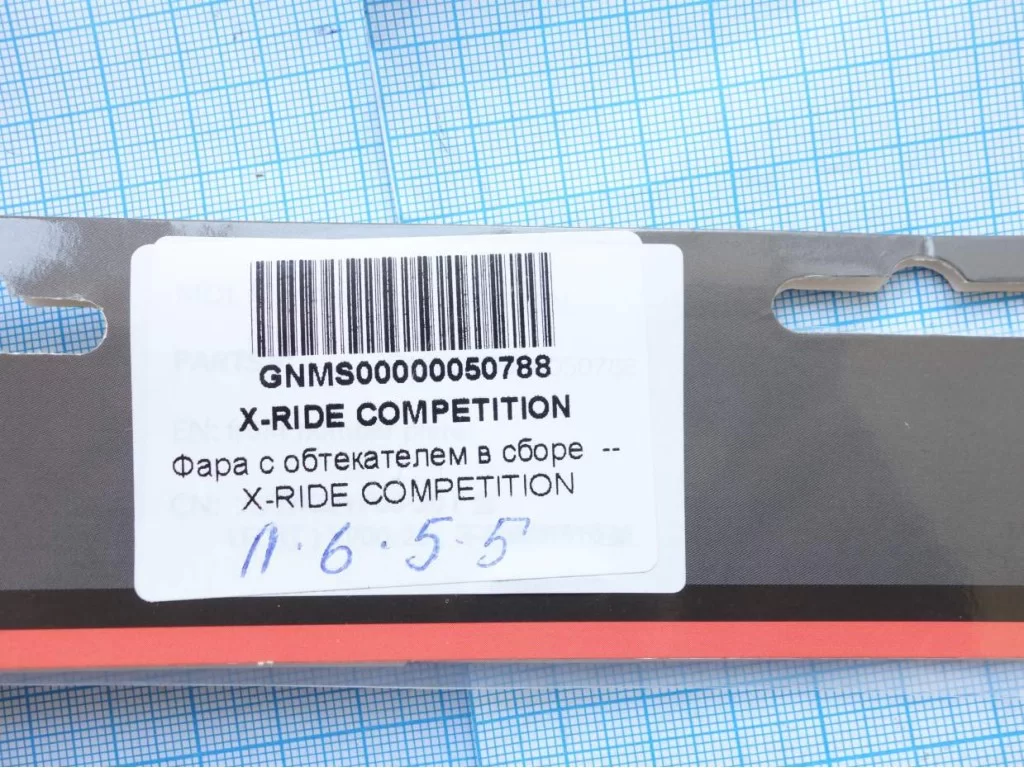 GNMS00000050788
X-RIDE COMPETITION
Фара с обтекателем в сборе --
X-RIDE COMPETITION
Л.6.5.5